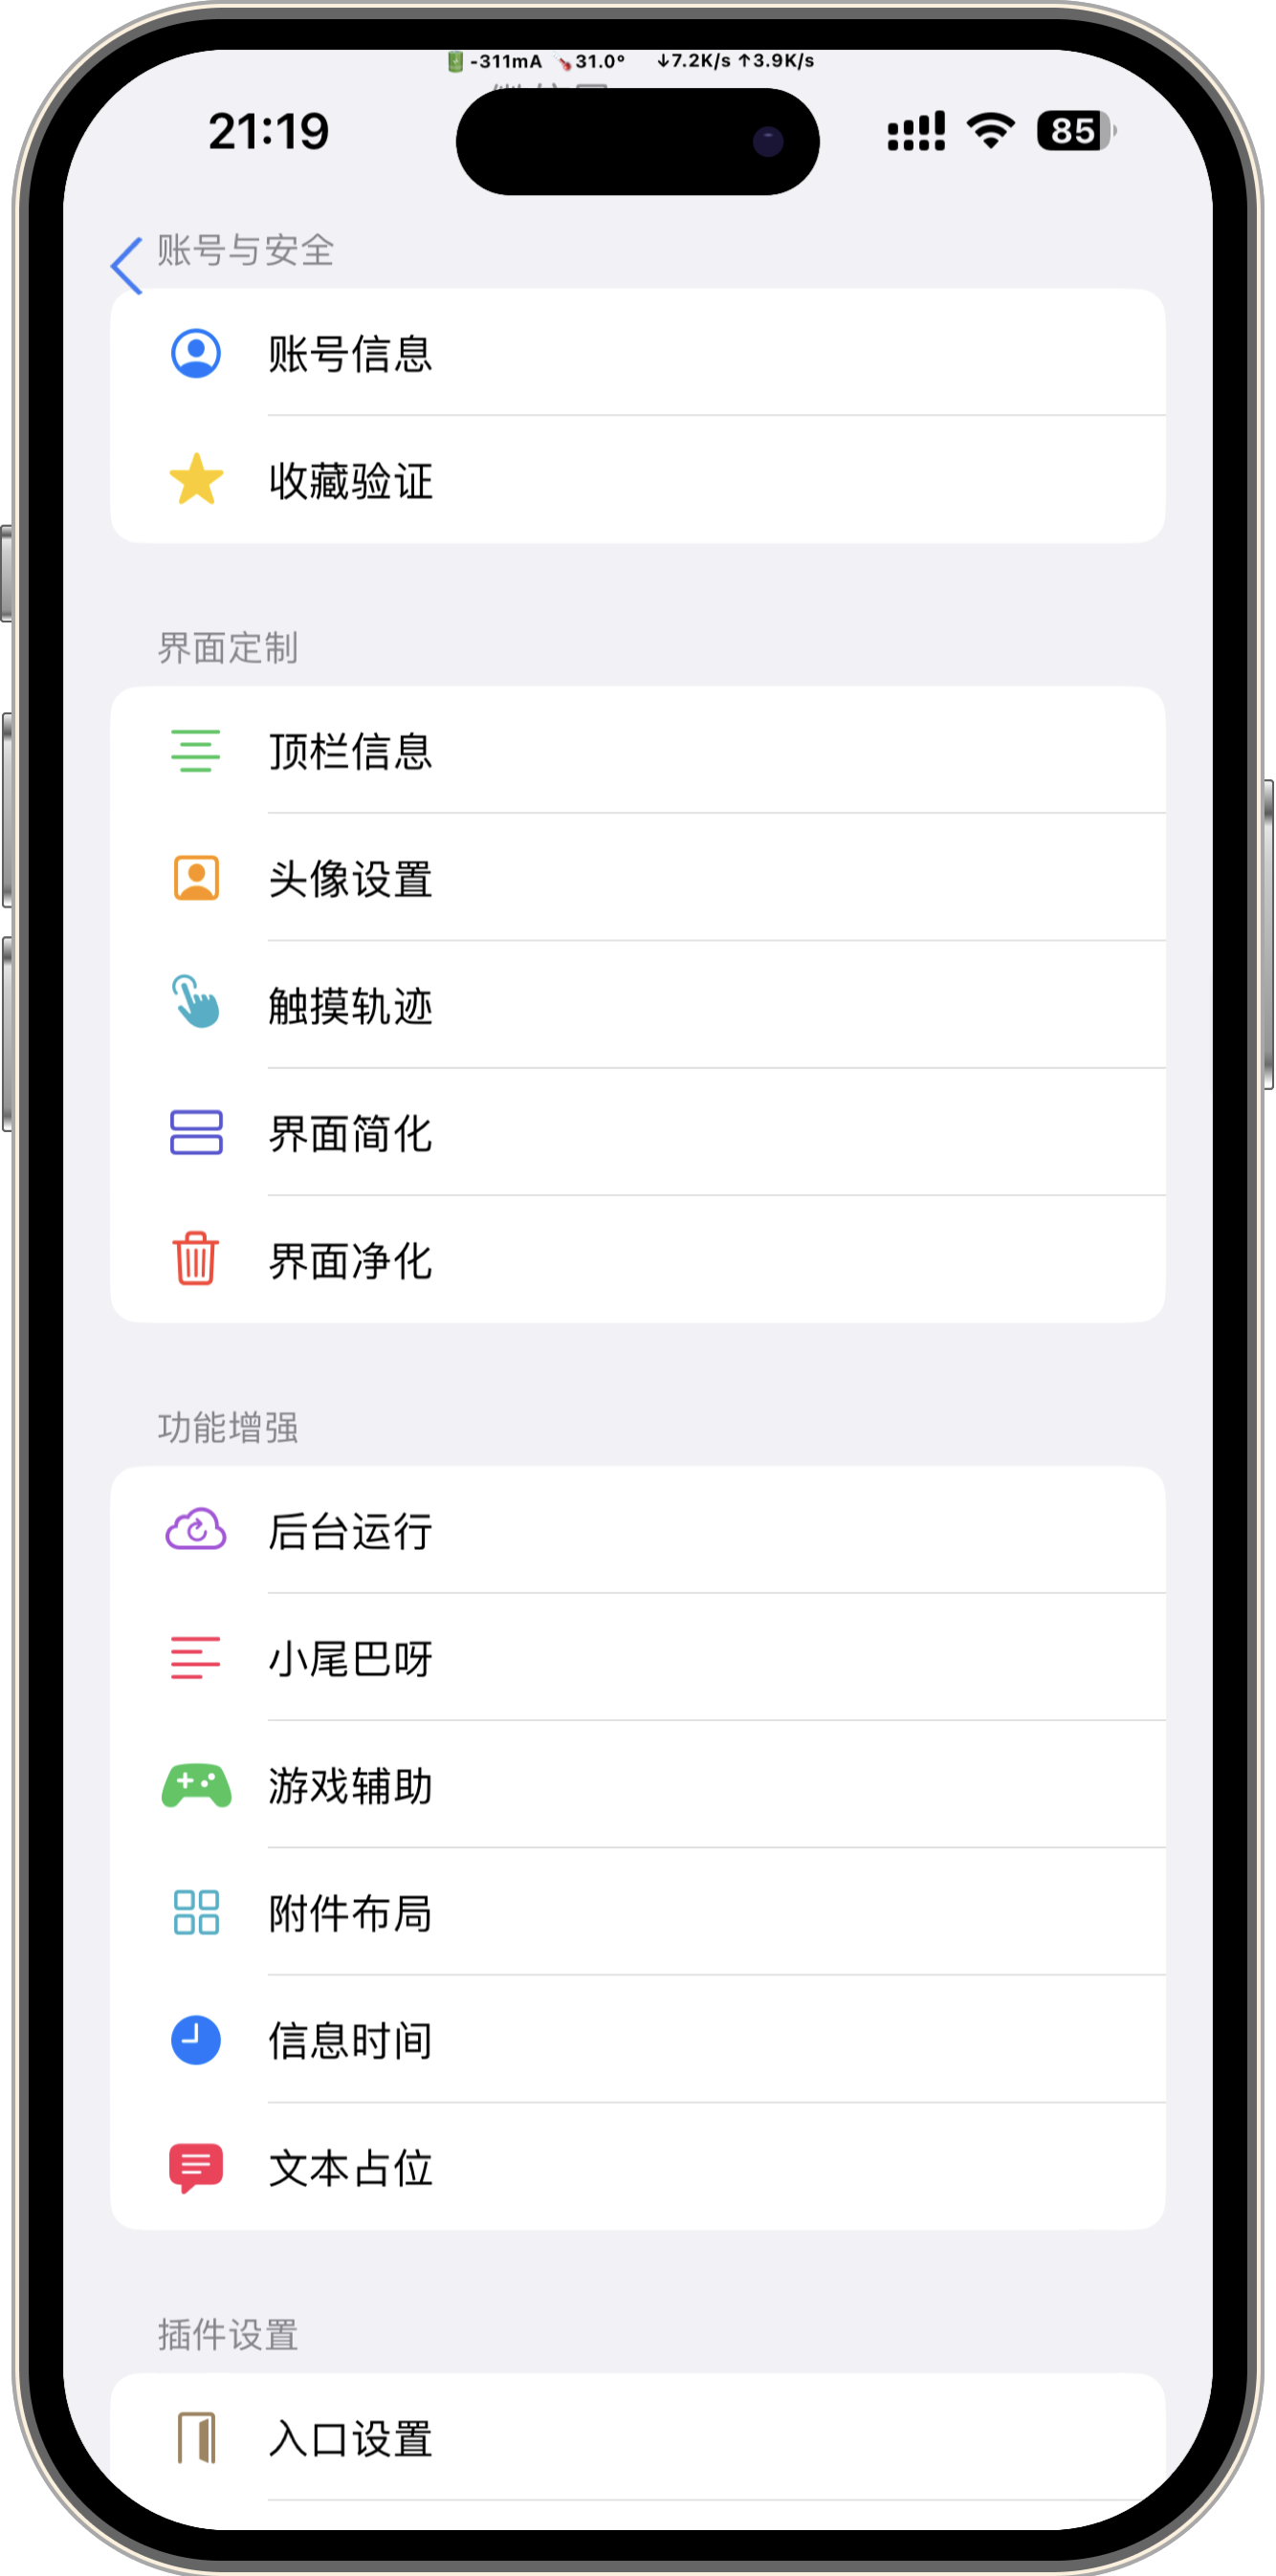 -311mA 31.0° ↓7.2K/s ↑3.9K/s
21:19 85
账号与安全
账号信息
收藏验证
界面定制
顶栏信息
头像设置
触摸轨迹
界面简化
界面净化
功能增强
后台运行
小尾巴呀
游戏辅助
附件布局
信息时间
文本占位
插件设置
入口设置